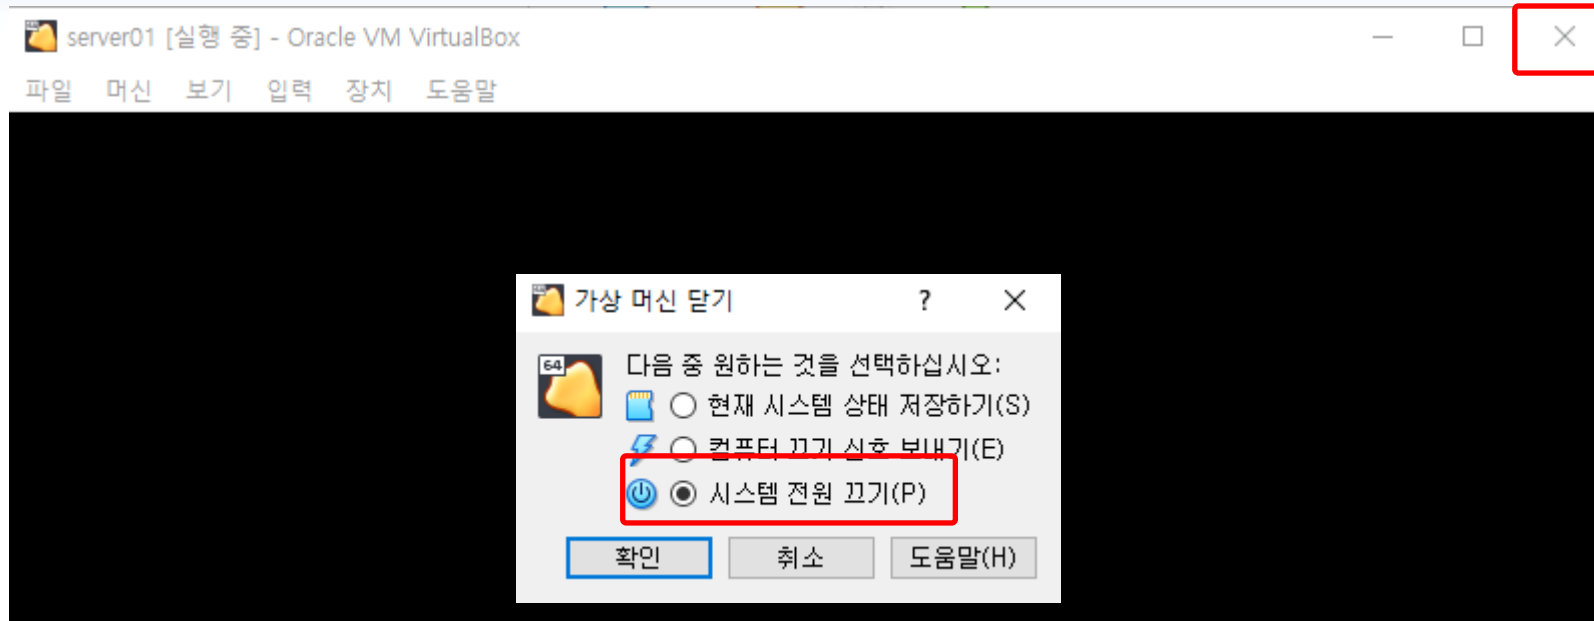 server01 [실행 중] - Oracle VM VirtualBox
파일 머신 보기 입력 장치 도움말
가상 머신 닫기 ?
64
다음 중 원하는 것을 선택하십시오:
현재 시스템 상태 저장하기(S)
컴퓨터 끄기 신호 보내기(E)
시스템 전원 끄기(P)
확인 취소 도움말(H)